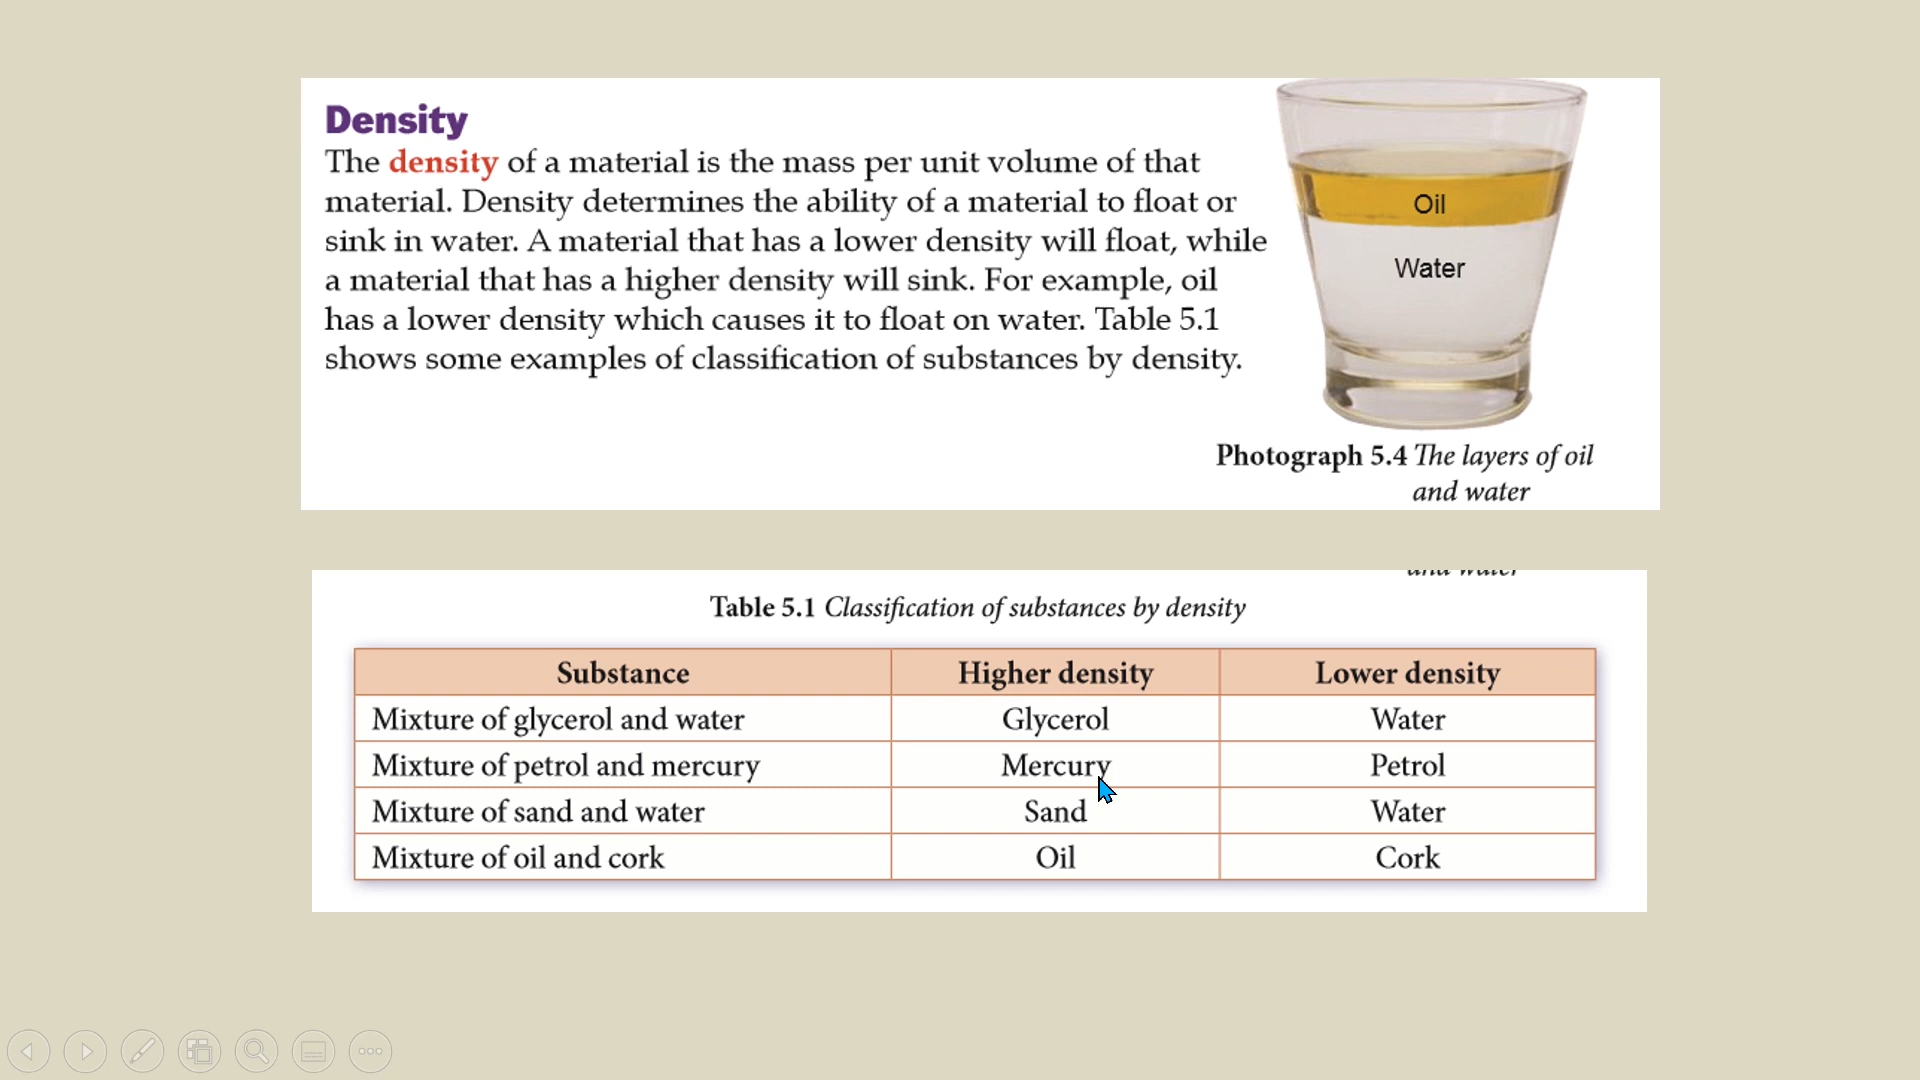 Density
The density of a material is the mass per unit volume of that
material. Density determines the ability of a material to float or
sink in water. A material that has a lower density will float, while
a material that has a higher density will sink. For example, oil
has a lower density which causes it to float on water. Table 5.1
shows some examples of classification of substances by density.
Oil
Water
Photograph 5.4 The layers of oil
and water
and water
Table 5.1 Classification of substances by density
Substance Higher density Lower density
Mixture of glycerol and water Glycerol Water
Mixture of petrol and mercury Mercury Petrol
Mixture of sand and water Sand Water
Mixture of oil and cork Oil Cork